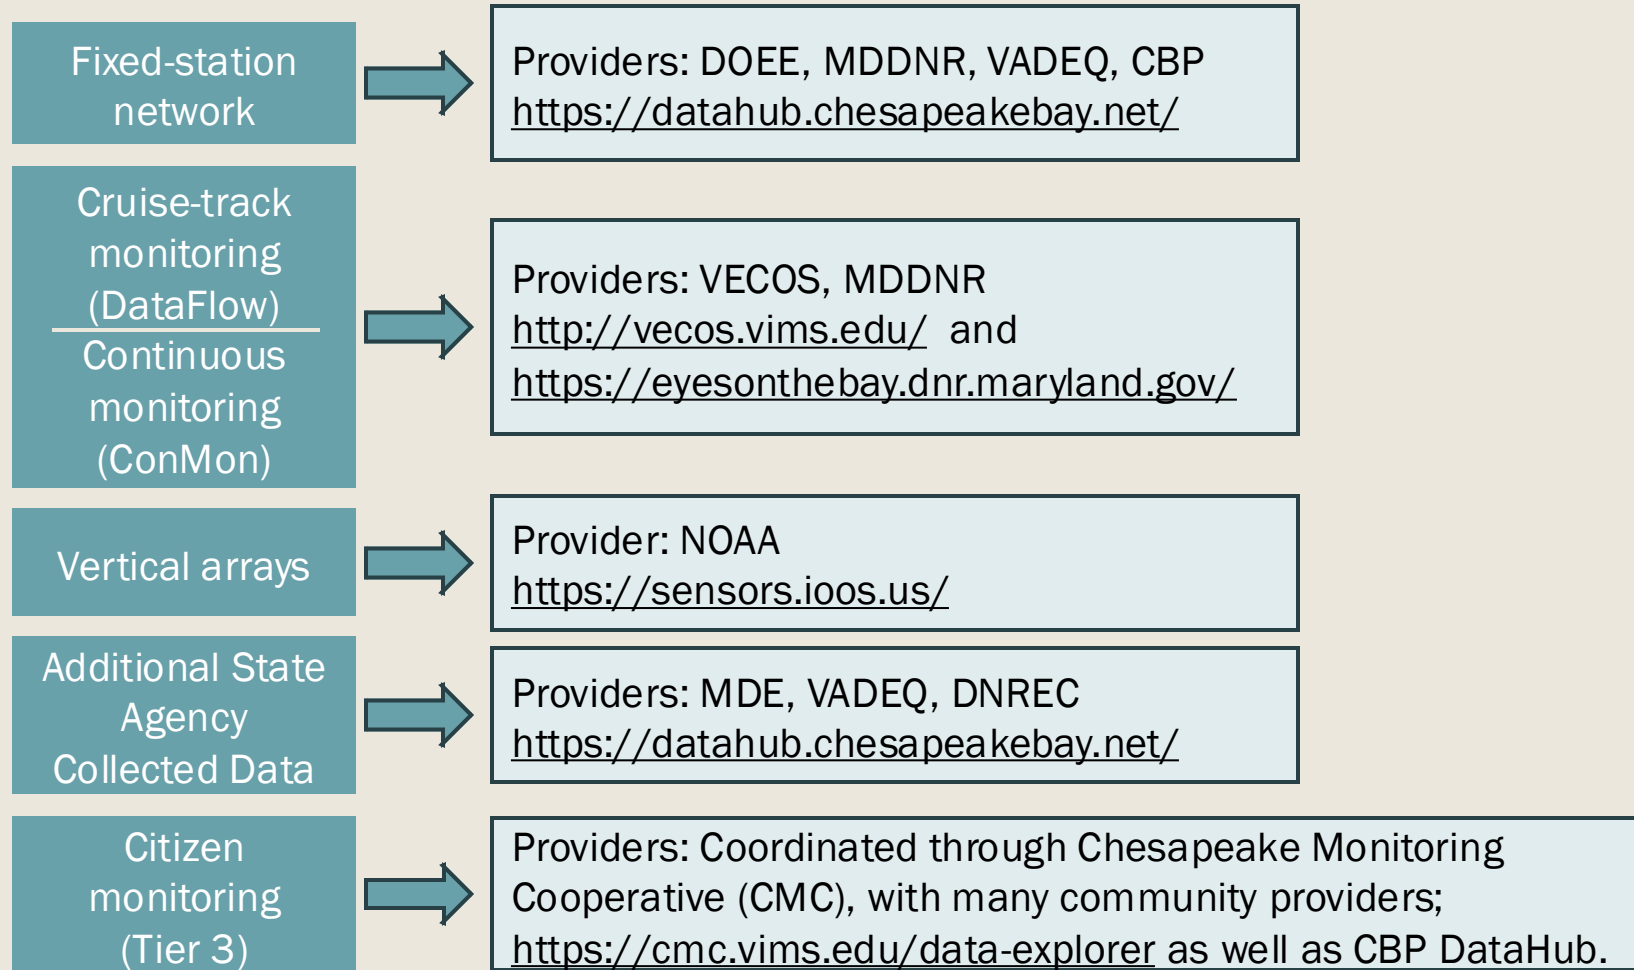 Fixed-station
network
Providers: DOEE, MDDNR, VADEQ, CBP
https://datahub.chesapeakebay.net/
Cruise-track
monitoring
(DataFlow)
Continuous
monitoring
(ConMon)
Providers: VECOS, MDDNR
http://vecos.vims.edu/ and
https://eyesonthebay.dnr.maryland.gov/
Vertical arrays
Provider: NOAA
https://sensors.ioos.us/
Additional State
Agency
Collected Data
Providers: MDE, VADEQ, DNREC
https://datahub.chesapeakebay.net/
Citizen
monitoring
(Tier 3)
Providers: Coordinated through Chesapeake Monitoring
Cooperative (CMC), with many community providers;
https://cmc.vims.edu/data-explorer as well as CBP DataHub.